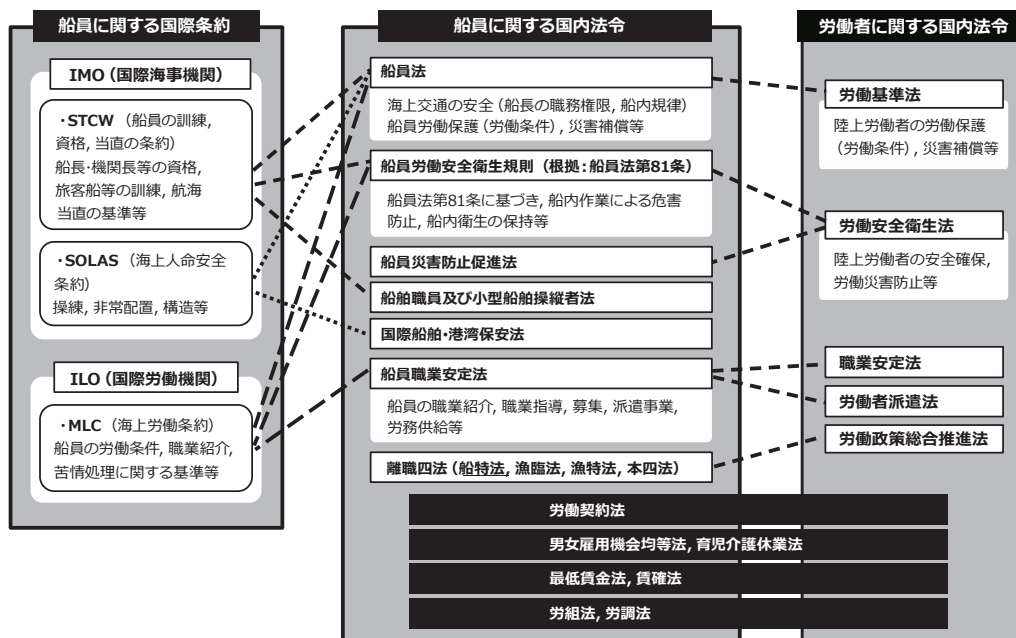 船員に関する国際条約
IMO（国際海事機関）
・STCW （船員の訓練,
資格, 当直の条約）
船長・機関長等の資格,
旅客船等の訓練, 航海
当直の基準等
・SOLAS （海上人命安全
条約）
操練, 非常配置, 構造等
ILO（国際労働機関）
・MLC（海上労働条約）
船員の労働条件, 職業紹介,
苦情処理に関する基準等
船員に関する国内法令
船員法
海上交通の安全（船長の職務権限, 船内規律）
船員労働保護（労働条件）, 災害補償等
船員労働安全衛生規則（根拠：船員法第81条）
船員法第81条に基づき, 船内作業による危害
防止, 船内衛生の保持等
船員災害防止促進法
船舶職員及び小型船舶操縦者法
国際船舶・港湾保安法
船員職業安定法
船員の職業紹介, 職業指導, 募集, 派遣事業,
労務供給等
離職四法（船特法, 漁臨法, 漁特法, 本四法）
労働者に関する国内法令
労働基準法
陸上労働者の労働保護
（労働条件）, 災害補償等
労働安全衛生法
陸上労働者の安全確保,
労働災害防止等
職業安定法
労働者派遣法
労働政策総合推進法
労働契約法
男女雇用機会均等法, 育児介護休業法
最低賃金法, 賃確法
労組法, 労調法